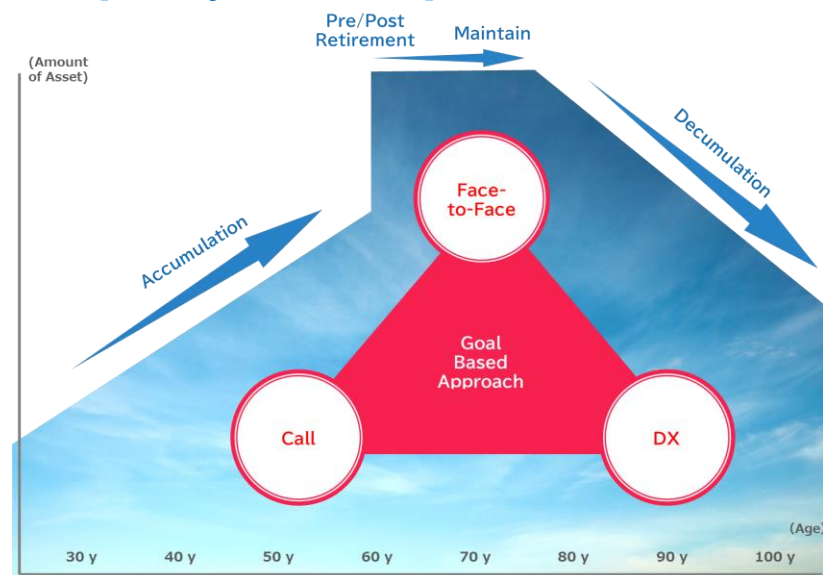 Pre/Post
Retirement
Maintain
(Amount
of Asset)
Decumulation
Accumulation
Face-
to-Face
Goal
Based
Approach
Call
DX
(Age)
30 y 40 y 50 y 60 y 70 y 80 y 90 y 100 y